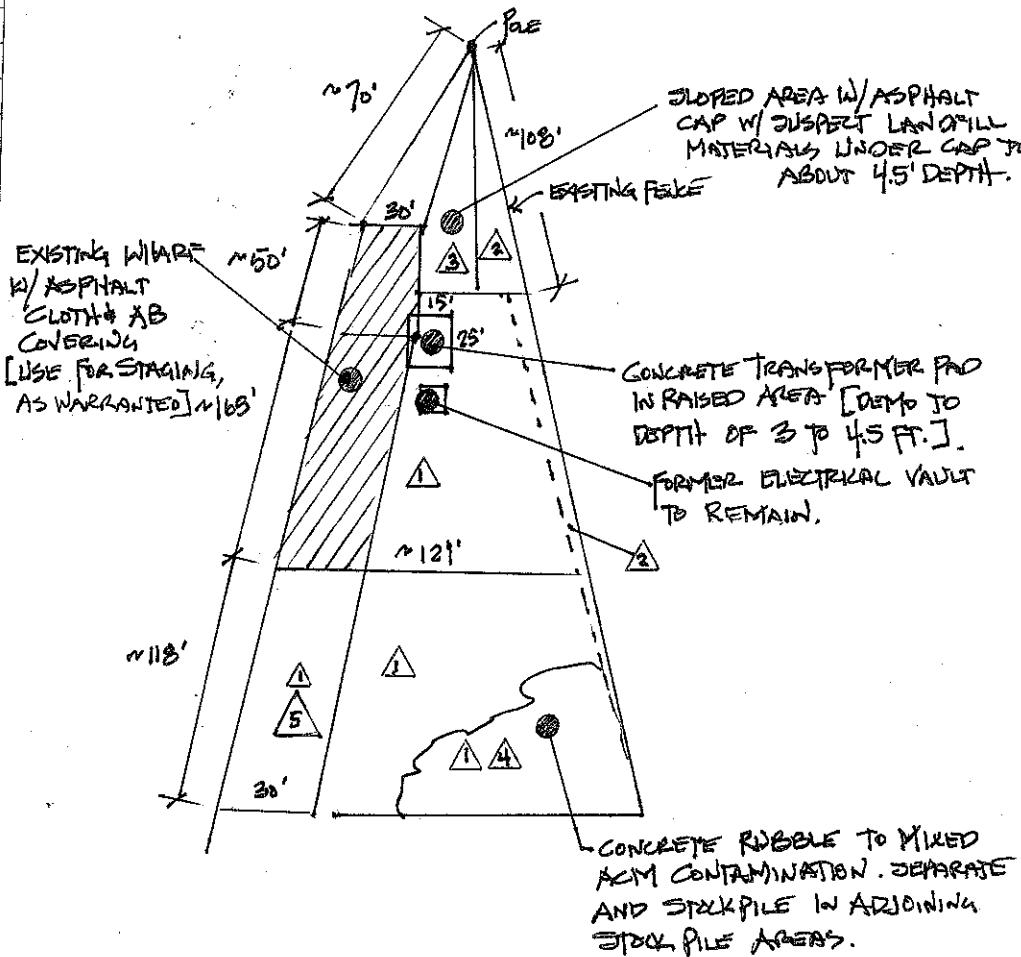 POLE
~70'
~108'
SLOPED AREA W/ ASPHALT
CAP W/ SUSPECT LANDFILL
MATERIALS UNDER CAP TO
ABOUT 4.5' DEPTH.
EXISTING FENCE
30'
3
2
EXISTING WHARF
W/ ASPHALT
CLOTH & AB
COVERING
[USE FOR STAGING,
AS WARRANTED]
~50'
~168'
15'
25'
CONCRETE TRANSFORMER PAD
IN RAISED AREA [DEMO TO
DEPTH OF 3 TO 4.5 FT.].
FORMER ELECTRICAL VAULT
TO REMAIN.
1
2
~121'
~118'
1
5
1
1
4
30'
CONCRETE RUBBLE TO MIXED
ACM CONTAMINATION. SEPARATE
AND STOCKPILE IN ADJOINING
STOCK PILE AREAS.